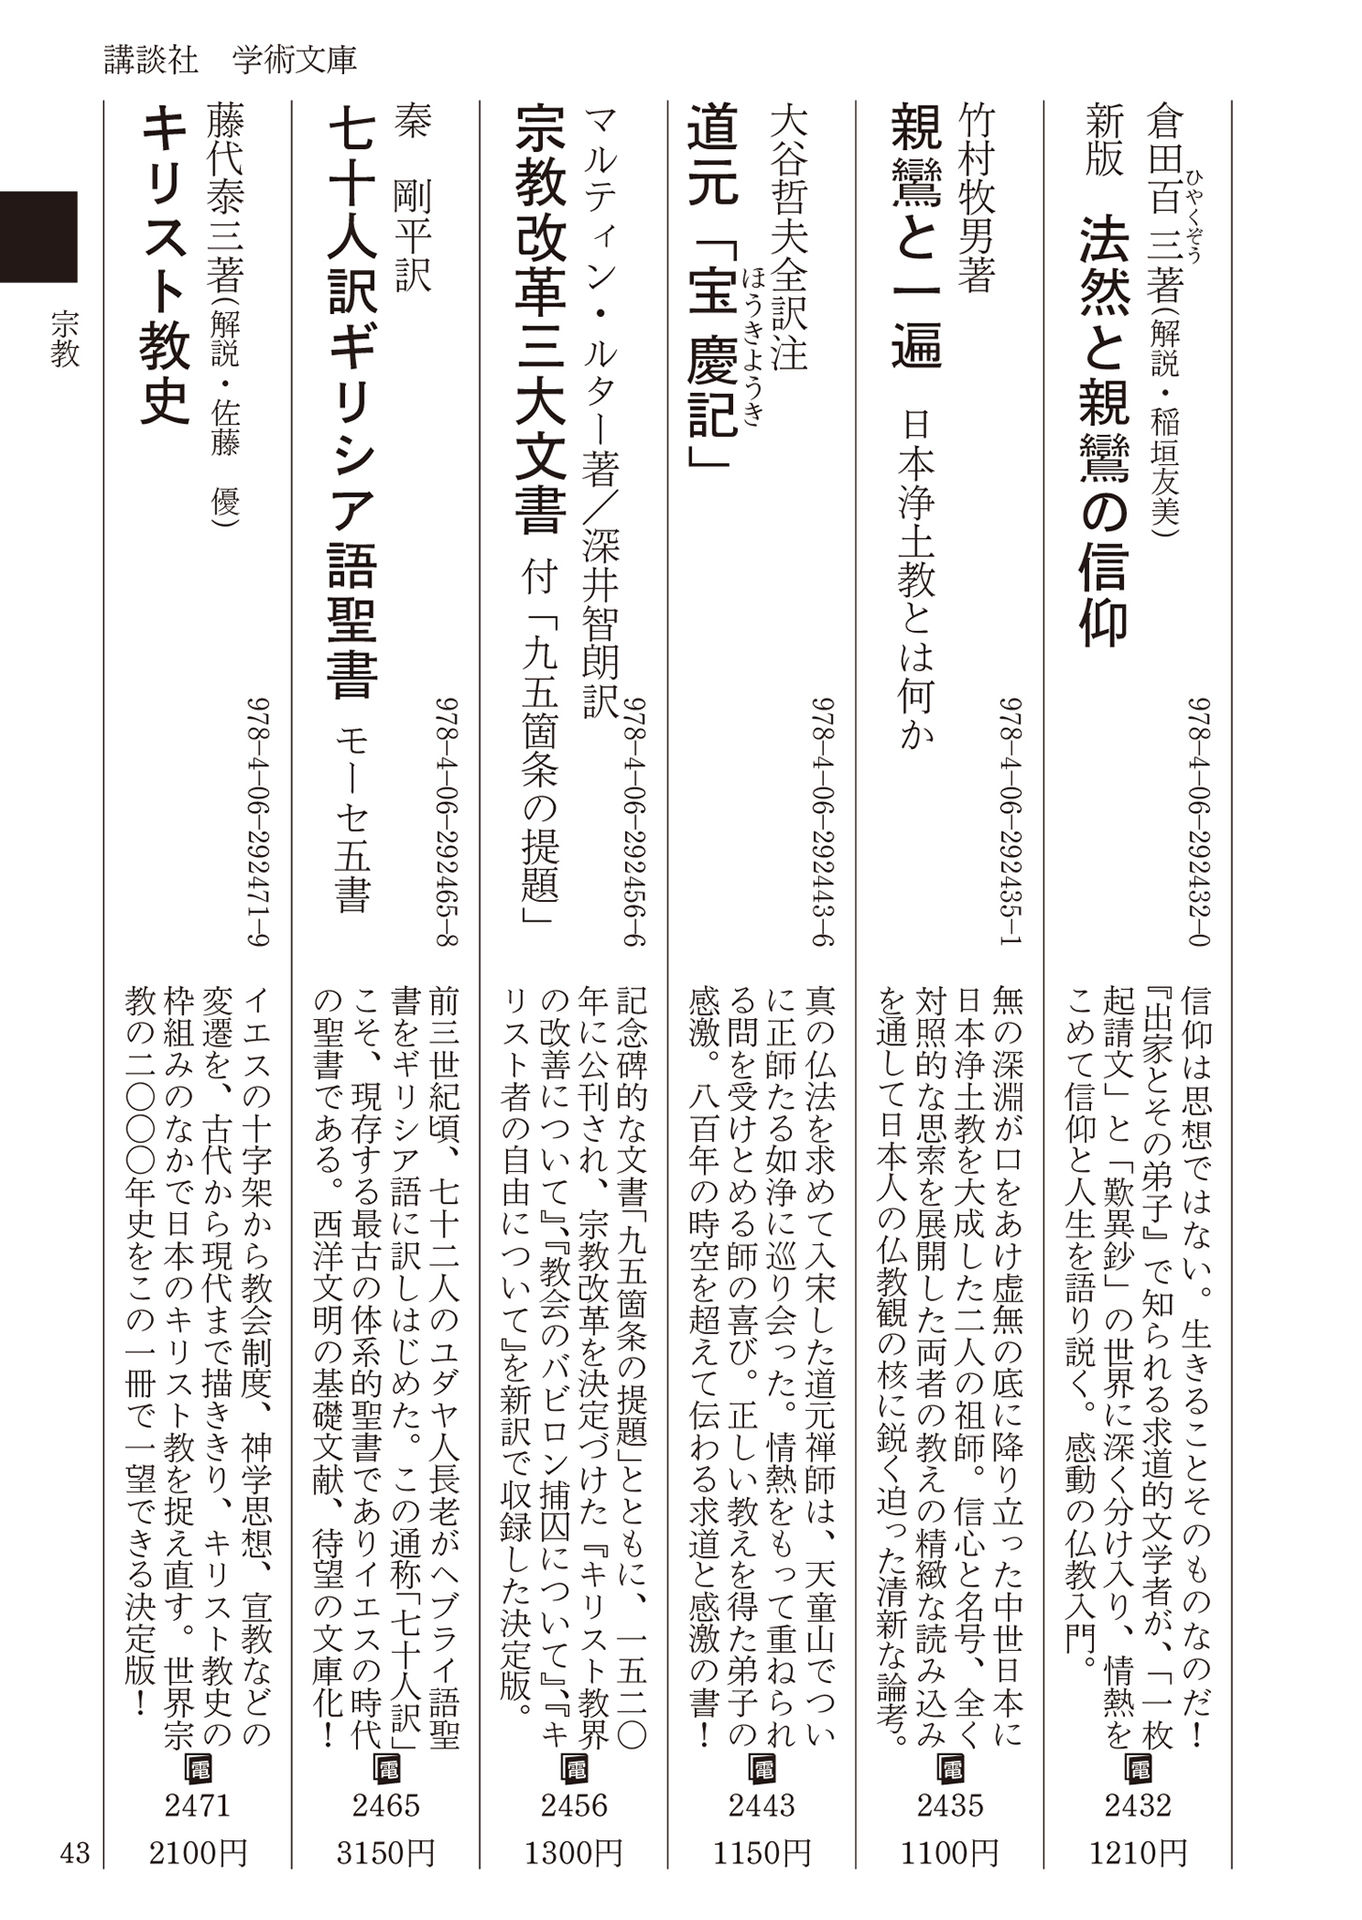 講談社　学術文庫
倉田百三著(解説・稲垣友美)
ひやくぞう
新版　法然と親鸞の信仰
978-4-06-292432-0
信仰は思想ではない。生きることそのものなのだ！
『出家とその弟子』で知られる求道的文学者が、「一枚
起請文」と「歎異鈔」の世界に深く分け入り、情熱を
こめて信仰と人生を語り説く。感動の仏教入門。
電
2432
1210円
竹村牧男著
親鸞と一遍　日本浄土教とは何か
978-4-06-292435-1
無の深淵が口をあけ虚無の底に降り立った中世日本に
日本浄土教を大成した二人の祖師。信心と名号、全く
対照的な思索を展開した両者の教えの精緻な読み込み
を通して日本人の仏教観の核に鋭く迫った清新な論考。
電
2435
1100円
大谷哲夫全訳注
道元「宝慶記」
ほうきようき
978-4-06-292443-6
真の仏法を求めて入宋した道元禅師は、天童山でつい
に正師たる如浄に巡り会った。情熱をもって重ねられ
る問を受けとめる師の喜び。正しい教えを得た弟子の
感激。八百年の時空を超えて伝わる求道と感激の書！
電
2443
1150円
マルティン・ルター著／深井智朗訳
宗教改革三大文書　付「九五箇条の提題」
978-4-06-292456-6
記念碑的な文書「九五箇条の提題」とともに、一五二〇
年に公刊され、宗教改革を決定づけた『キリスト教界
の改善について』、『教会のバビロン捕囚について』、『キ
リスト者の自由について』を新訳で収録した決定版。
電
2456
1300円
秦　剛平訳
七十人訳ギリシア語聖書　モーセ五書
978-4-06-292465-8
前三世紀頃、七十二人のユダヤ人長老がヘブライ語聖
書をギリシア語に訳しはじめた。この通称「七十人訳」
こそ、現存する最古の体系的聖書でありイエスの時代
の聖書である。西洋文明の基礎文献、待望の文庫化！
電
2465
3150円
藤代泰三著(解説・佐藤　優)
キリスト教史
978-4-06-292471-9
イエスの十字架から教会制度、神学思想、宣教などの
変遷を、古代から現代まで描ききり、キリスト教史の
枠組みのなかで日本のキリスト教を捉え直す。世界宗
教の二〇〇〇年史をこの一冊で一望できる決定版！
電
2471
2100円
宗教
43